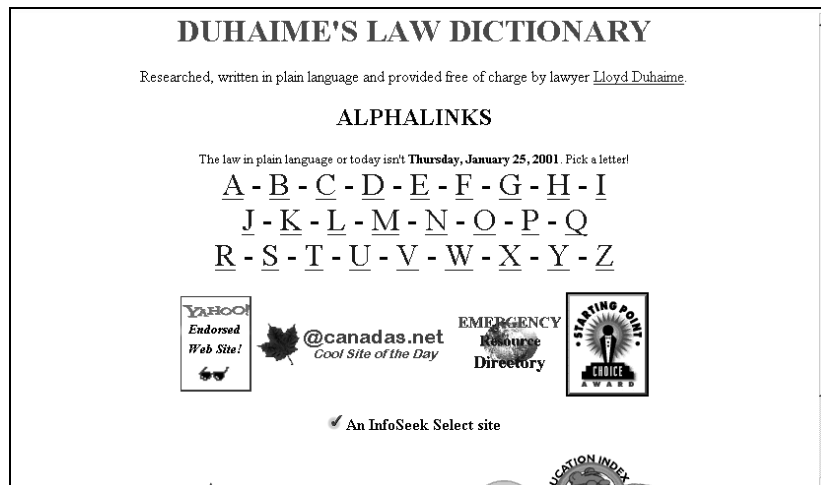 DUHAIME'S LAW DICTIONARY
Researched, written in plain language and provided free of charge by lawyer Lloyd Duhaime.
ALPHALINKS
The law in plain language or today isn't Thursday, January 25, 2001. Pick a letter!
A - B - C - D - E - F - G - H - I
J - K - L - M - N - O - P - Q
R - S - T - U - V - W - X - Y - Z
YAHOO!
Endorsed
Web Site!
@canadas.net
Cool Site of the Day
EMERGENCY
Resource
Directory
STARTING POINT
CHOICE
AWARD
An InfoSeek Select site
EDUCATION INDEX